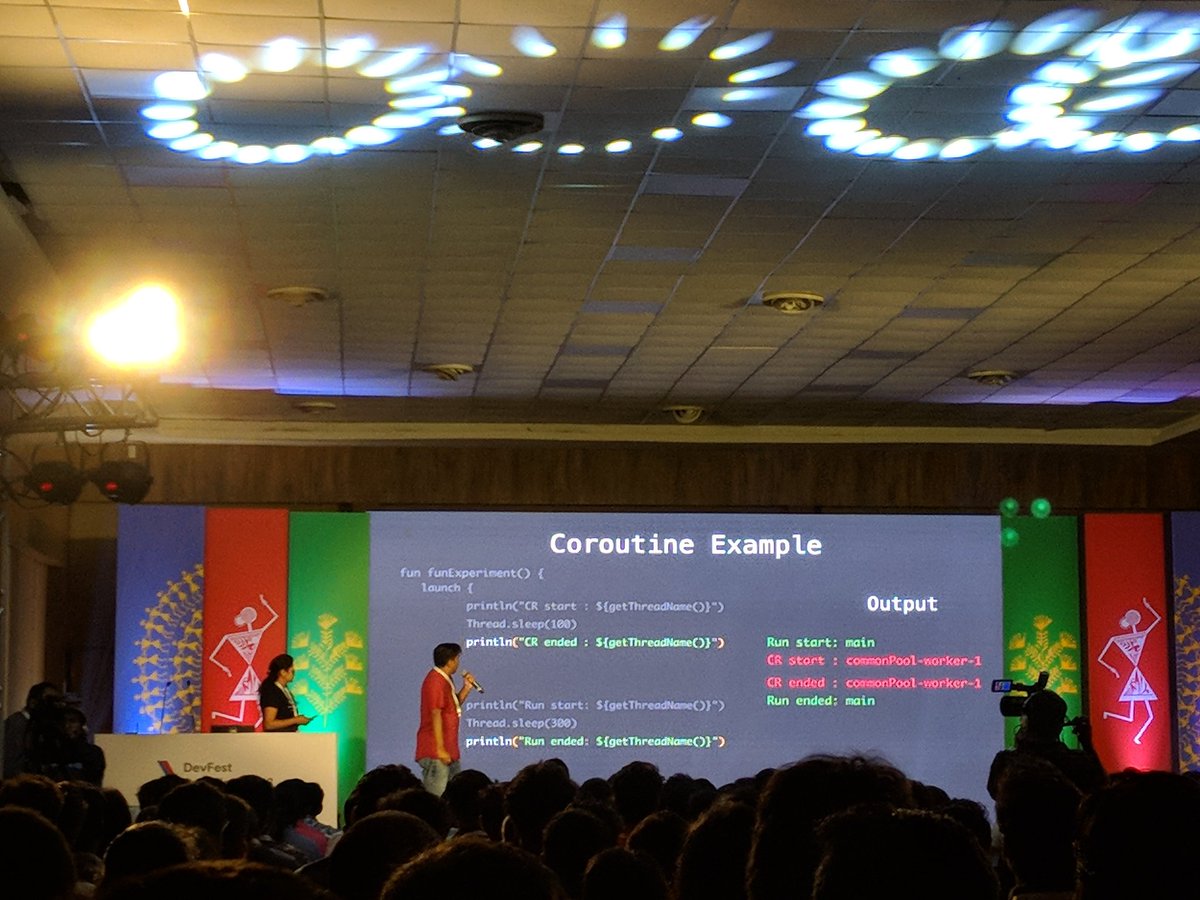 Coroutine Example
fun funExperiment() {
launch {
println("CR start : ${getThreadName()}")
Thread.sleep(100)
println("CR ended : ${getThreadName()}")
println("Run start: ${getThreadName()}")
Thread.sleep(300)
println("Run ended: ${getThreadName()}")
Output
Run start: main
CR start : commonPool-worker-1
CR ended : commonPool-worker-1
Run ended: main
DevFest